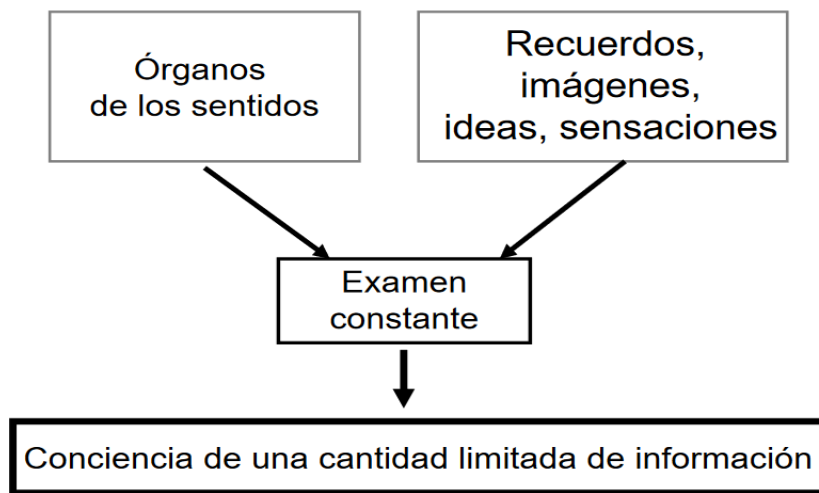 Órganos
de los sentidos
Recuerdos,
imágenes,
ideas, sensaciones
Examen
constante
Conciencia de una cantidad limitada de información